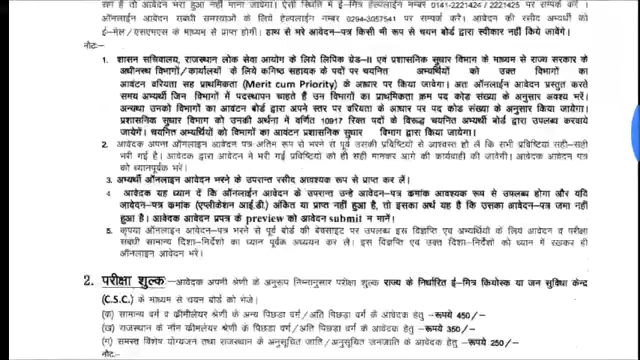 रहा है तो आवेदन भरा हुआ नहीं माना जावेगा। ऐसी स्थिति में ई-मित्र हेल्पलाईन नम्बर 0141-2221424 / 2221425 पर सम्पर्क करें।
ऑनलाईन आवेदन संबंधी समस्याओं के लिये हेल्पलाईन नम्बर 0294-3057541 पर सम्पर्क करें। आवेदन की रसीद अभ्यर्थी को
ई-मेल/एसएमएस के माध्यम से प्राप्त होगी। हाथ से भरे आवेदन-पत्र किसी भी रूप से चयन बोर्ड द्वारा स्वीकार नहीं किये जावेंगे।
नोटः-
1. शासन सचिवालय, राजस्थान लोक सेवा आयोग के लिये लिपिक ग्रेड-II एवं प्रशासनिक सुधार विभाग के माध्यम से राज्य सरकार के
अधीनस्थ विभागों/कार्यालयों के लिये कनिष्ठ सहायक के पदों पर चयनित अभ्यर्थियों को उक्त विभागों का
आवंटन वरियता सह प्राथमिकता (Merit cum Priority) के आधार पर किया जावेगा। अत ऑनलाईन आवेदन प्रस्तुत करते
समय अभ्यर्थी जिन विभागों में पदस्थापन चाहते हैं उन विभागों का प्राथमिकता क्रम पद कोड संख्या के अनुसार अवश्य भरें।
अन्यथा उनको विभागों का आवंटन बोर्ड द्वारा अपने स्तर पर वरियता के आधार पर पद कोड संख्या के अनुसार किया जायेगा।
प्रशासनिक सुधार विभाग को उनकी अर्थना में वर्णित 10917 रिक्त पदों के विरूद्ध चयनित अभ्यर्थी बोर्ड द्वारा उपलब्ध करवाये
जायेगें। चयनित अभ्यर्थियों को विभागों का आवंटन प्रशासनिक सुधार विभाग द्वारा किया जावेगा।
2. आवेदक अपना ऑनलाईन आवेदन पत्र अंतिम रूप से भरने से पूर्व उसकी प्रविष्टियों से आश्वस्त हो लें कि सभी प्रविष्टियां सही-सही
भरी गई है। आवेदक द्वारा आवेदन में भरी गई प्रविष्टियों को ही सही मानकर आगे की कार्यवाही की जावेगी। आवेदक आवेदन पत्र
को ध्यानपूर्वक भरें।
3. अभ्यर्थी ऑनलाईन आवेदन भरने के उपरान्त रसीद आवश्यक रूप से प्राप्त कर लें।
4. आवेदक यह ध्यान दें कि ऑनलाईन आवेदन के उपरान्त उन्हे आवेदन-पत्र क्रमांक आवश्यक रूप से उपलब्ध होगा और यदि
आवेदन-पत्र क्रमांक (एप्लीकेशन आई.डी.) अंकित या प्राप्त नहीं हुआ है, तो इसका अर्थ यह है कि उसका आवेदन-पत्र जमा नहीं
हुआ है। आवेदक प्रपत्र के preview को आवेदन submit न मानें।
5. कृपया ऑनलाईन आवेदन-पत्र भरने से पूर्व बोर्ड की वेबसाइट पर उपलब्ध इस विज्ञप्ति एवं अभ्यर्थियों के लिए आवेदन व परीक्षा
संबंधी सामान्य दिशा-निर्देशों का ध्यान पूर्वक अध्ययन कर लें। इस विज्ञप्ति एवं उक्त दिशा-निर्देशों को ध्यान में रखकर ही
ऑनलाईन आवेदन भरें।
2. परीक्षा शुल्क -आवेदक अपनी श्रेणी के अनुरूप निम्नानुसार परीक्षा शुल्क राज्य के निर्धारित ई-मित्र कियोस्क या जन सुविधा केन्द्र
(C.S.C.) के माध्यम से चयन बोर्ड को भेजे।
(क) सामान्य वर्ग व क्रीमीलेयर श्रेणी के अन्य पिछडा वर्ग/अति पिछडा वर्ग के आवेदक हेतु -रूपये 450/-
(ख) राजस्थान के नॉन क्रीमीलेयर श्रेणी के पिछडा वर्ग/अति पिछडा वर्ग के आवेदक हेतु -रूपये 350/-
(ग) समस्त विशेष योग्यजन तथा राजस्थान के अनुसूचित जाति/अनुसूचित जनजाति के आवेदक हेतु -रूपये 250/-
नोटः-